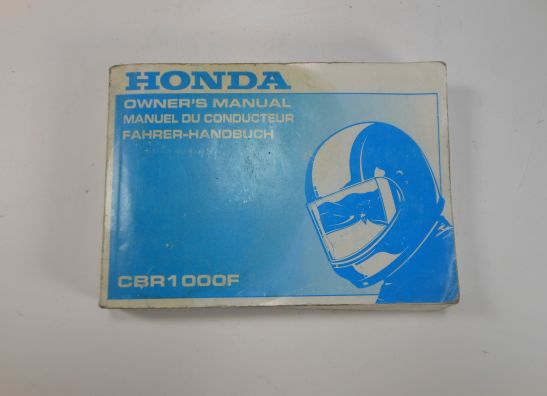 HONDA
OWNER'S MANUAL
MANUEL DU CONDUCTEUR
FAHRER-HANDBUCH
CBR1000F